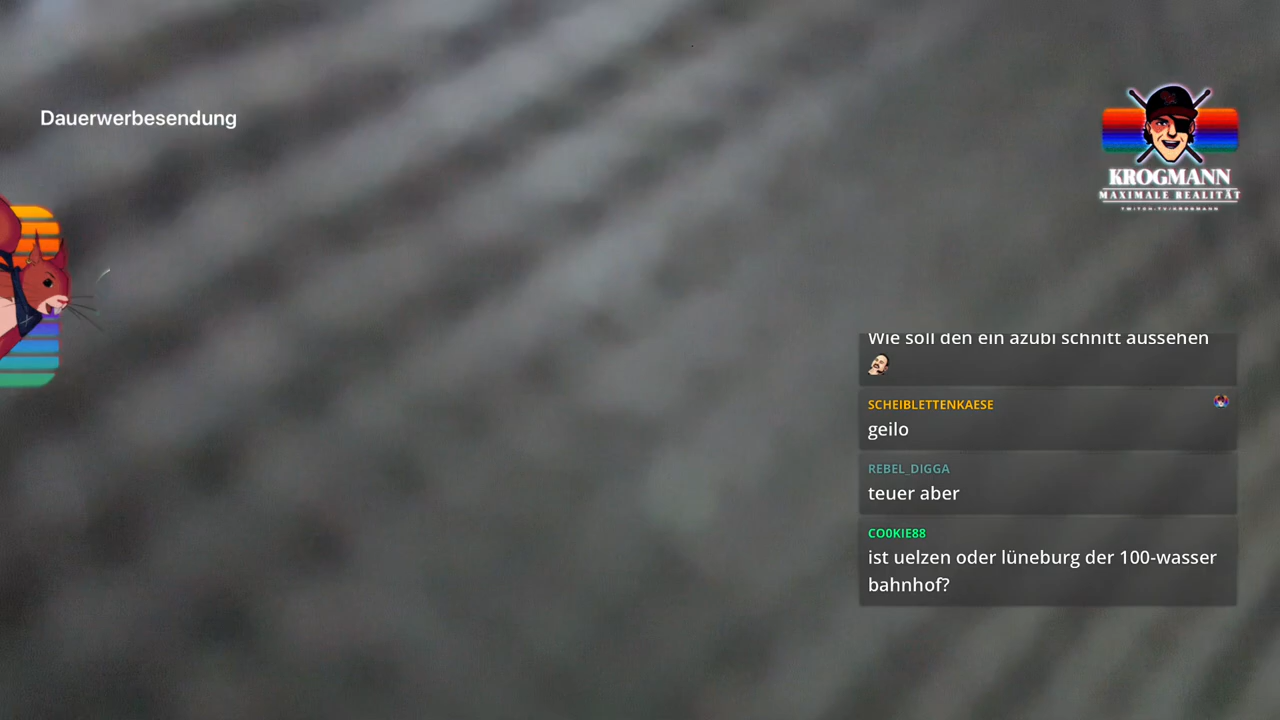 Dauerwerbesendung
KROGMANN
MAXIMALE REALITÄT
Wie soll den ein azubi schnitt aussehen
SCHEIBLETTENKAESE
geilo
REBEL_DIGGA
teuer aber
CO0KIE88
ist uelzen oder lüneburg der 100-wasser
bahnhof?